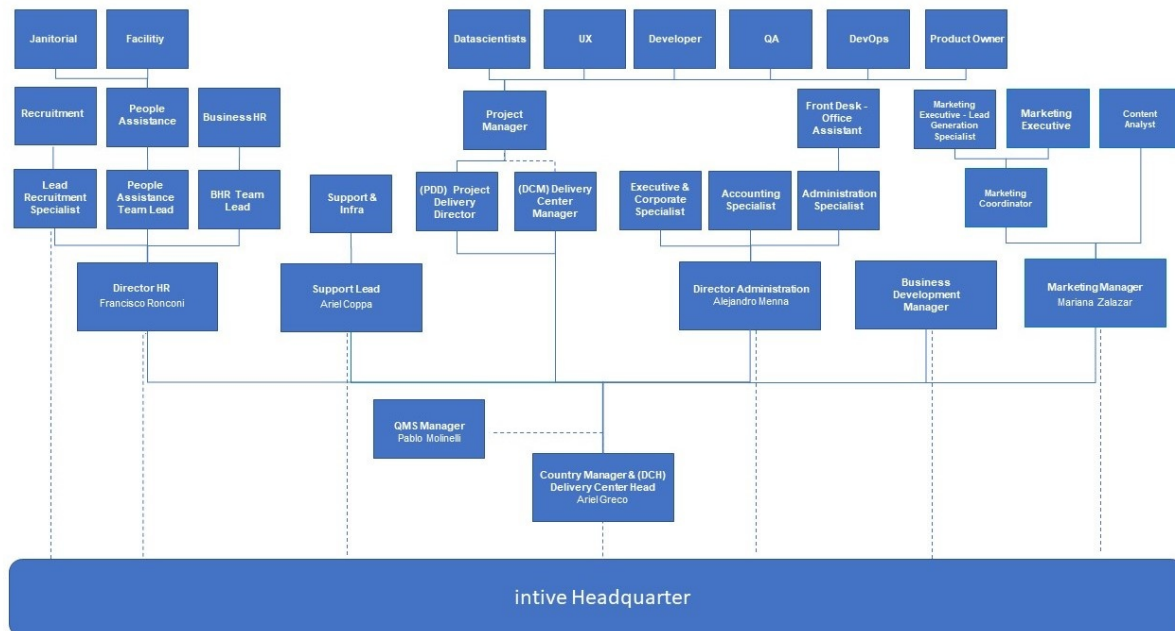 Janitorial
Facilitiy
Datascientists
UX
Developer
QA
DevOps
Product Owner
Recruitment
People
Assistance
Business HR
Project
Manager
Front Desk -
Office
Assistant
Marketing
Executive - Lead
Generation
Specialist
Marketing
Executive
Content
Analyst
Lead
Recruitment
Specialist
People
Assistance
Team Lead
BHR Team
Lead
Support &
Infra
(PDD) Project
Delivery
Director
(DCM) Delivery
Center
Manager
Executive &
Corporate
Specialist
Accounting
Specialist
Administration
Specialist
Marketing
Coordinator
Director HR
Francisco Ronconi
Support Lead
Ariel Coppa
Director Administration
Alejandro Menna
Business
Development
Manager
Marketing Manager
Mariana Zalazar
QMS Manager
Pablo Molinelli
Country Manager & (DCH)
Delivery Center Head
Ariel Greco
intive Headquarter